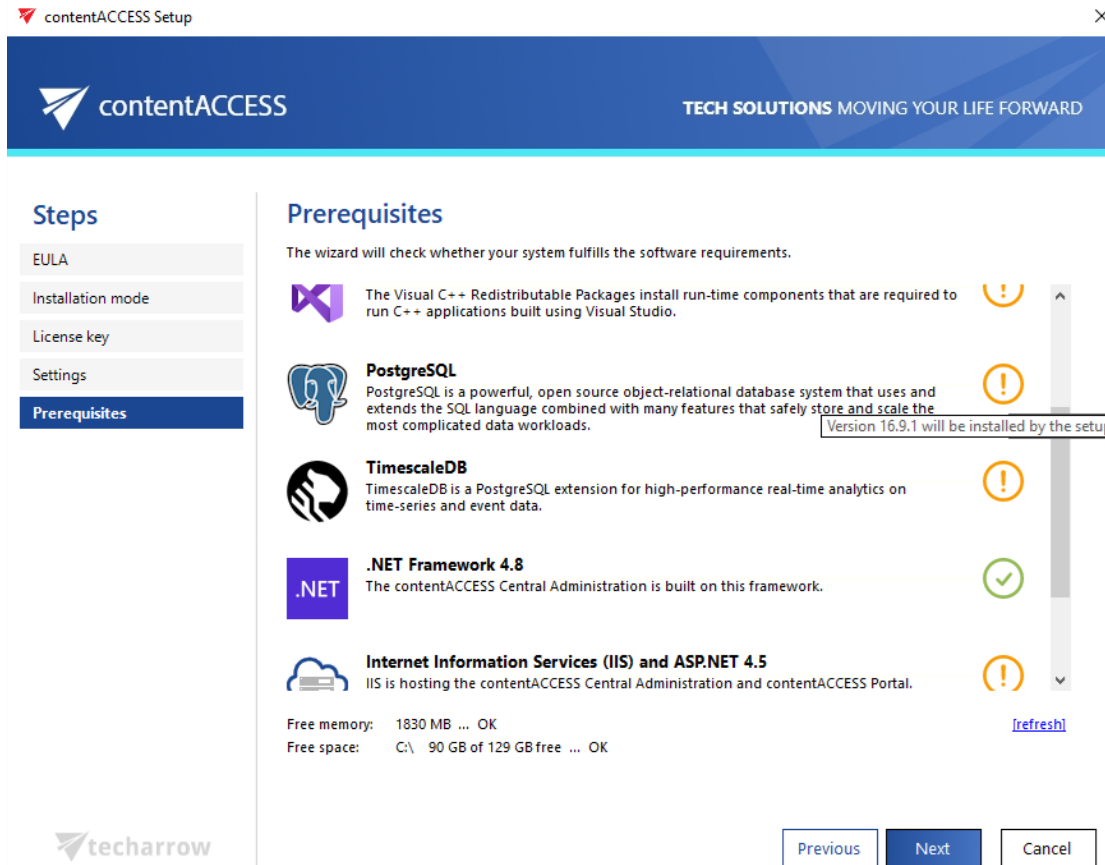 contentACCESS Setup
contentACCESS
TECH SOLUTIONS MOVING YOUR LIFE FORWARD
Steps
EULA
Installation mode
License key
Settings
Prerequisites
Prerequisites
The wizard will check whether your system fulfills the software requirements.
The Visual C++ Redistributable Packages install run-time components that are required to
run C++ applications built using Visual Studio.
PostgreSQL
PostgreSQL is a powerful, open source object-relational database system that uses and
extends the SQL language combined with many features that safely store and scale the
most complicated data workloads.
Version 16.9.1 will be installed by the setu
TimescaleDB
TimescaleDB is a PostgreSQL extension for high-performance real-time analytics on
time-series and event data.
.NET
.NET Framework 4.8
The contentACCESS Central Administration is built on this framework.
Internet Information Services (IIS) and ASP.NET 4.5
IIS is hosting the contentACCESS Central Administration and contentACCESS Portal.
Free memory: 1830 MB ... OK
[refresh]
Free space: C:\ 90 GB of 129 GB free ... OK
techarrow
Previous
Next
Cancel